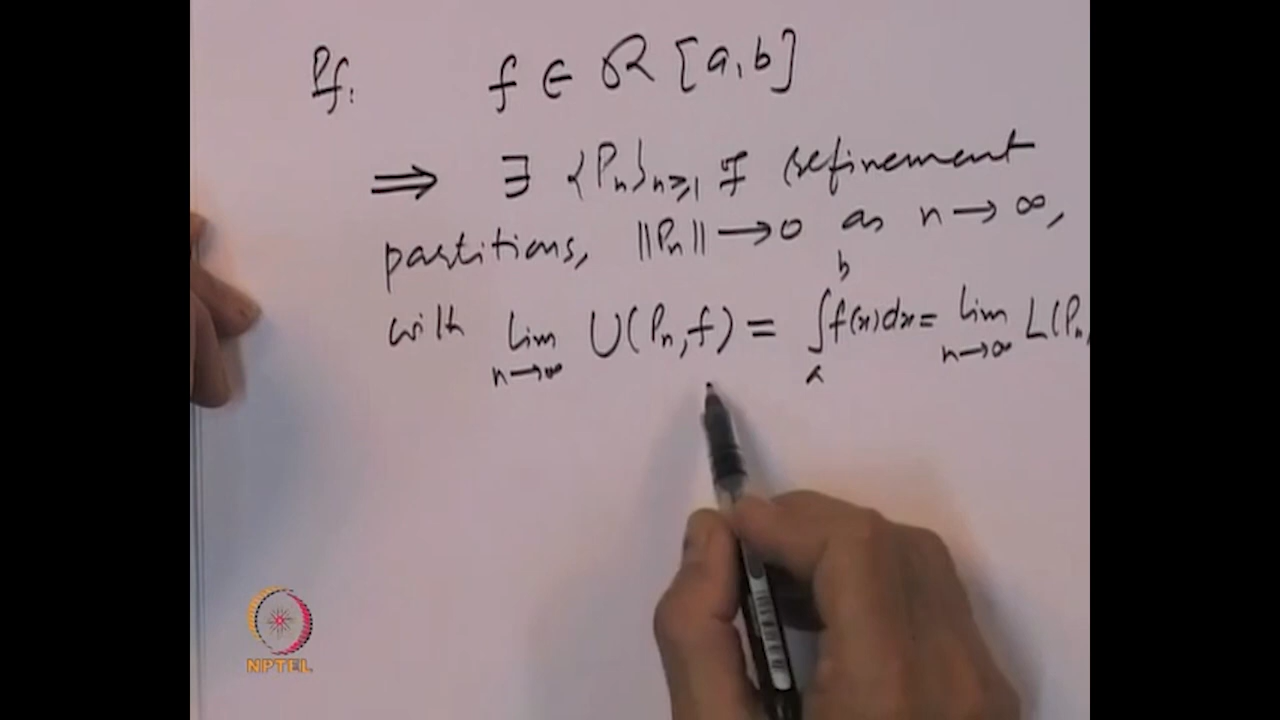 Pf. f ∈ R [a, b]
⇒ ∃ {Pn}n≥1 of refinement
partitions, ||Pn|| → 0 as n → ∞,
with lim n→∞ U(Pn, f) = ∫ a b f(x) dx = lim n→∞ L(Pn,
NPTEL